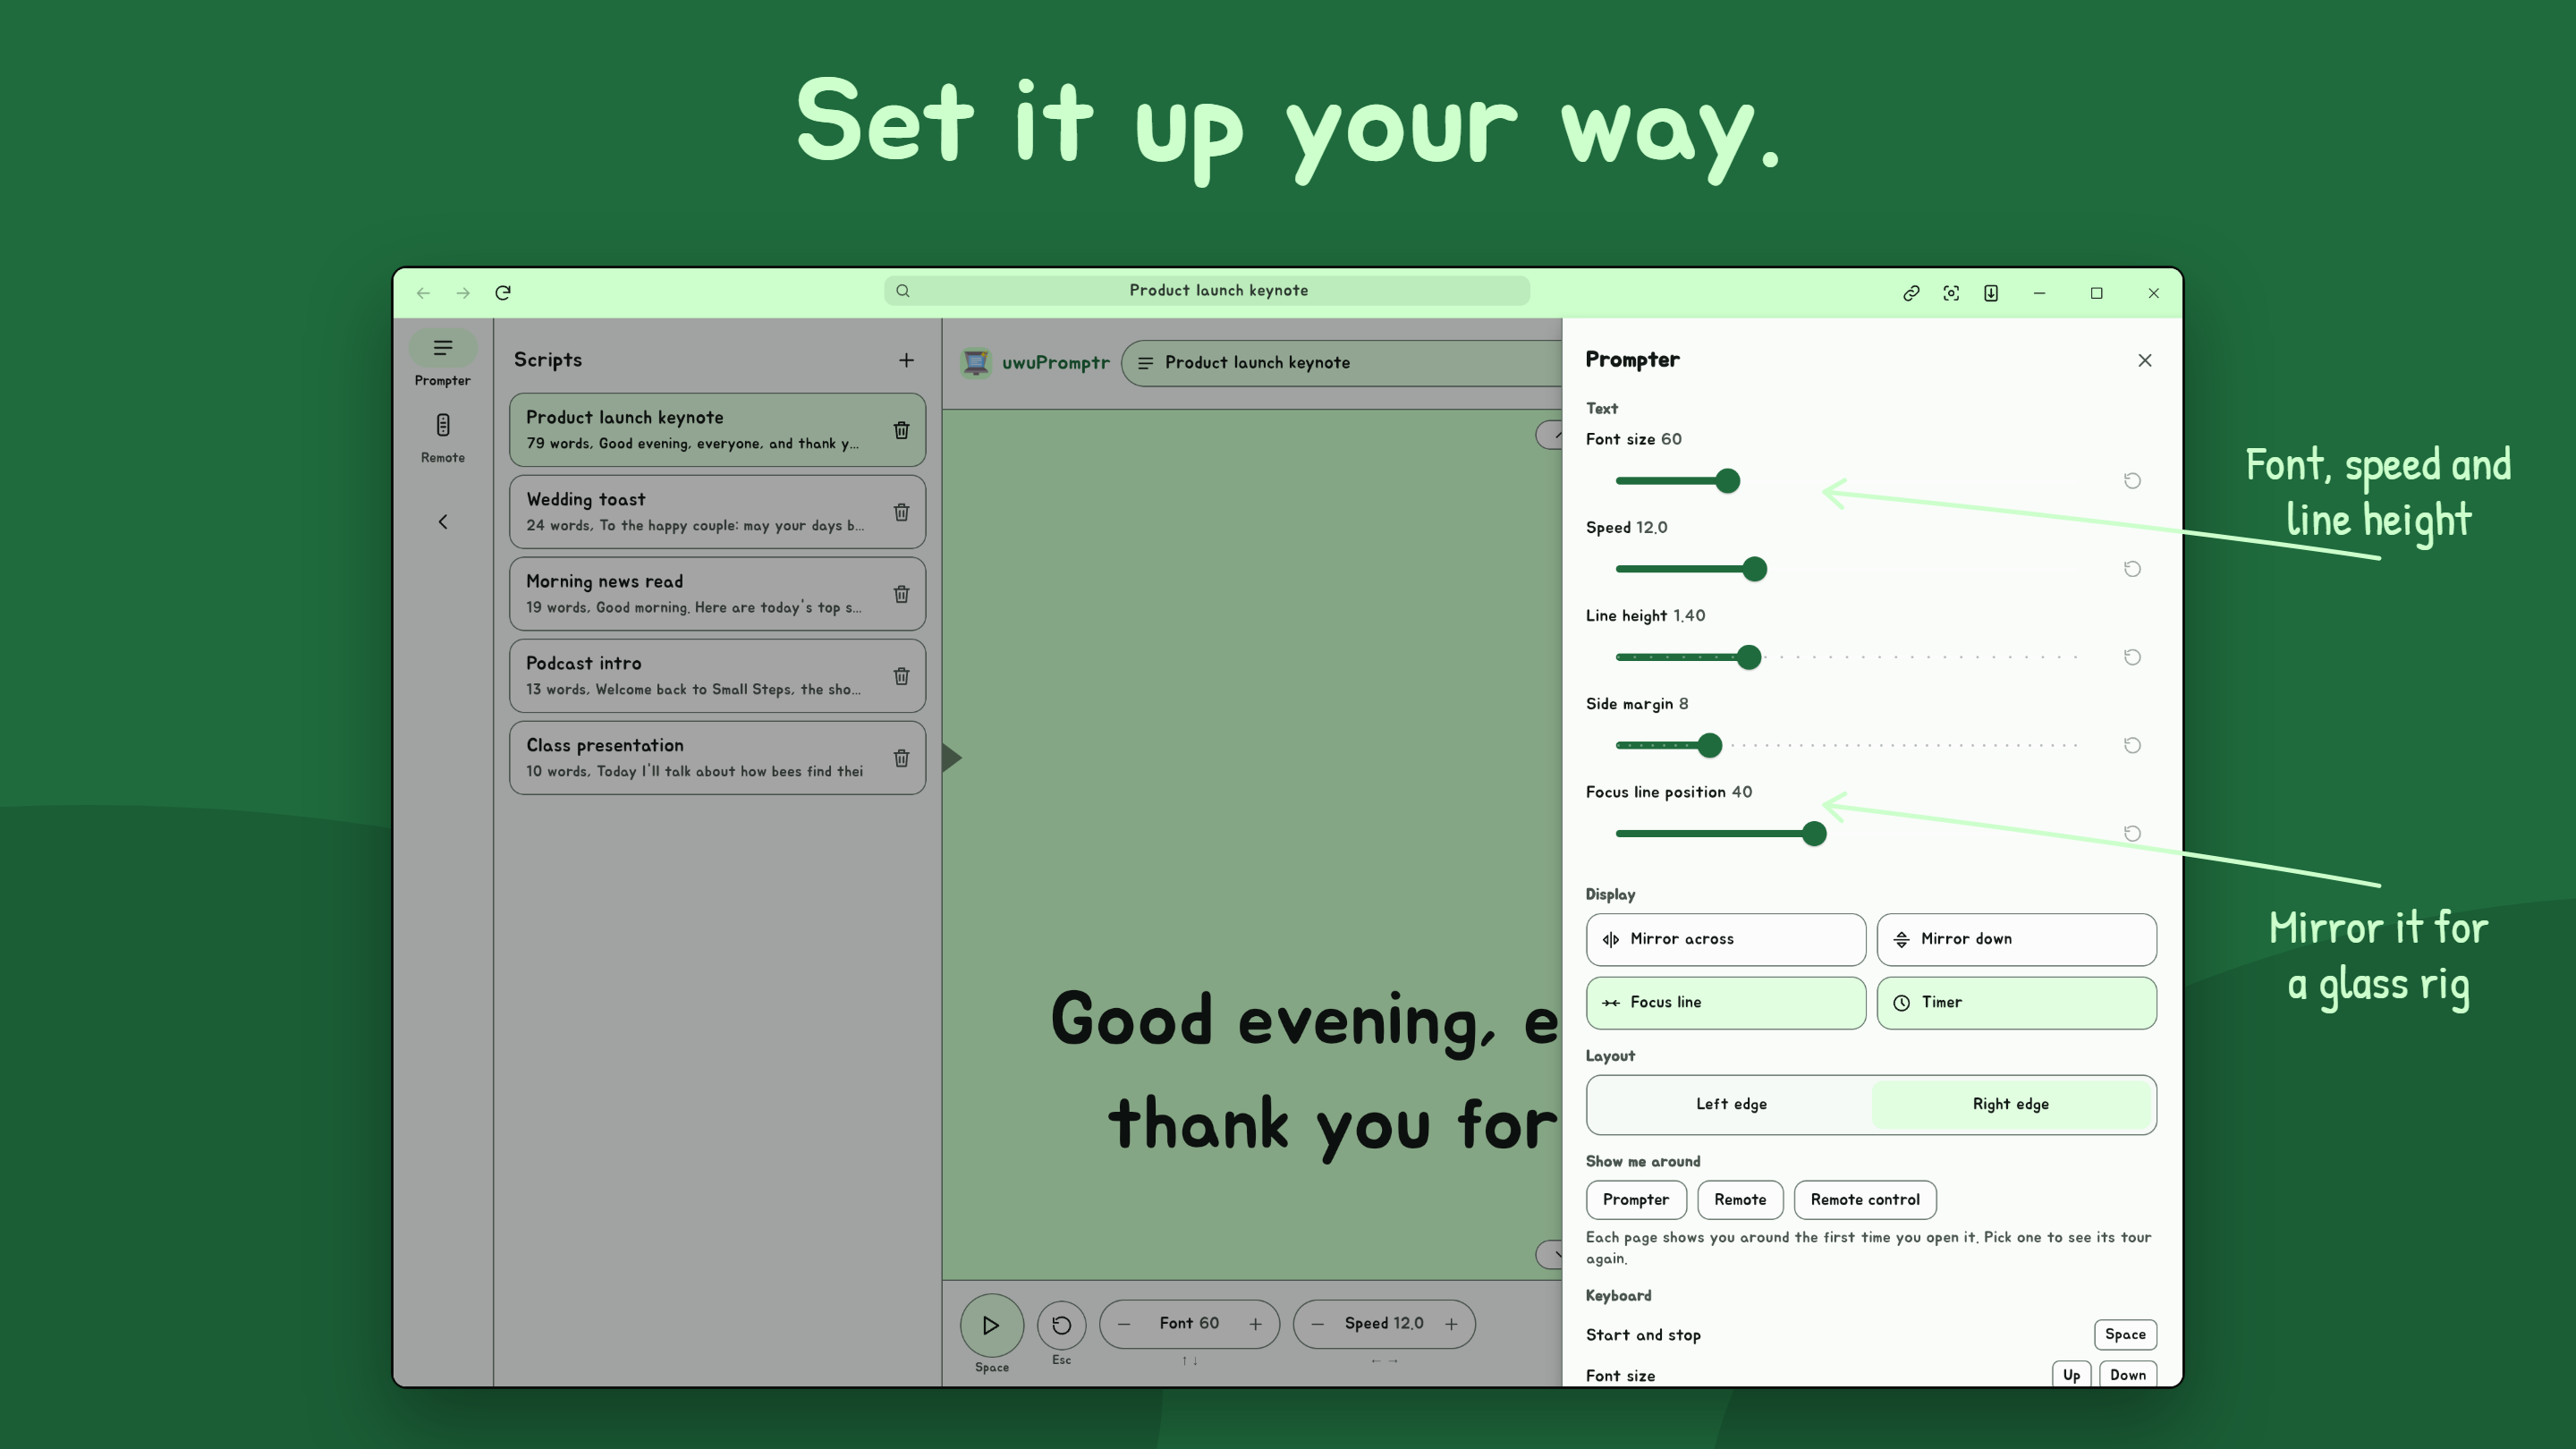 Set it up your way.
Product launch keynote
Prompter
Remote
Scripts
Product launch keynote
79 words, Good evening, everyone, and thank y...
Wedding toast
24 words, To the happy couple: may your days b...
Morning news read
19 words, Good morning. Here are today's top s...
Podcast intro
13 words, Welcome back to Small Steps, the sho...
Class presentation
10 words, Today I'll talk about how bees find thei
uwuPromptr
Product launch keynote
Good evening, e
thank you for
Space
Esc
Font 60
↑ ↓
Speed 12.0
← →
Prompter
Text
Font size 60
Speed 12.0
Line height 1.40
Side margin 8
Focus line position 40
Display
Mirror across
Mirror down
Focus line
Timer
Layout
Left edge
Right edge
Show me around
Prompter
Remote
Remote control
Each page shows you around the first time you open it. Pick one to see its tour
again.
Keyboard
Start and stop
Space
Font size
Up
Down
Font, speed and
line height
Mirror it for
a glass rig